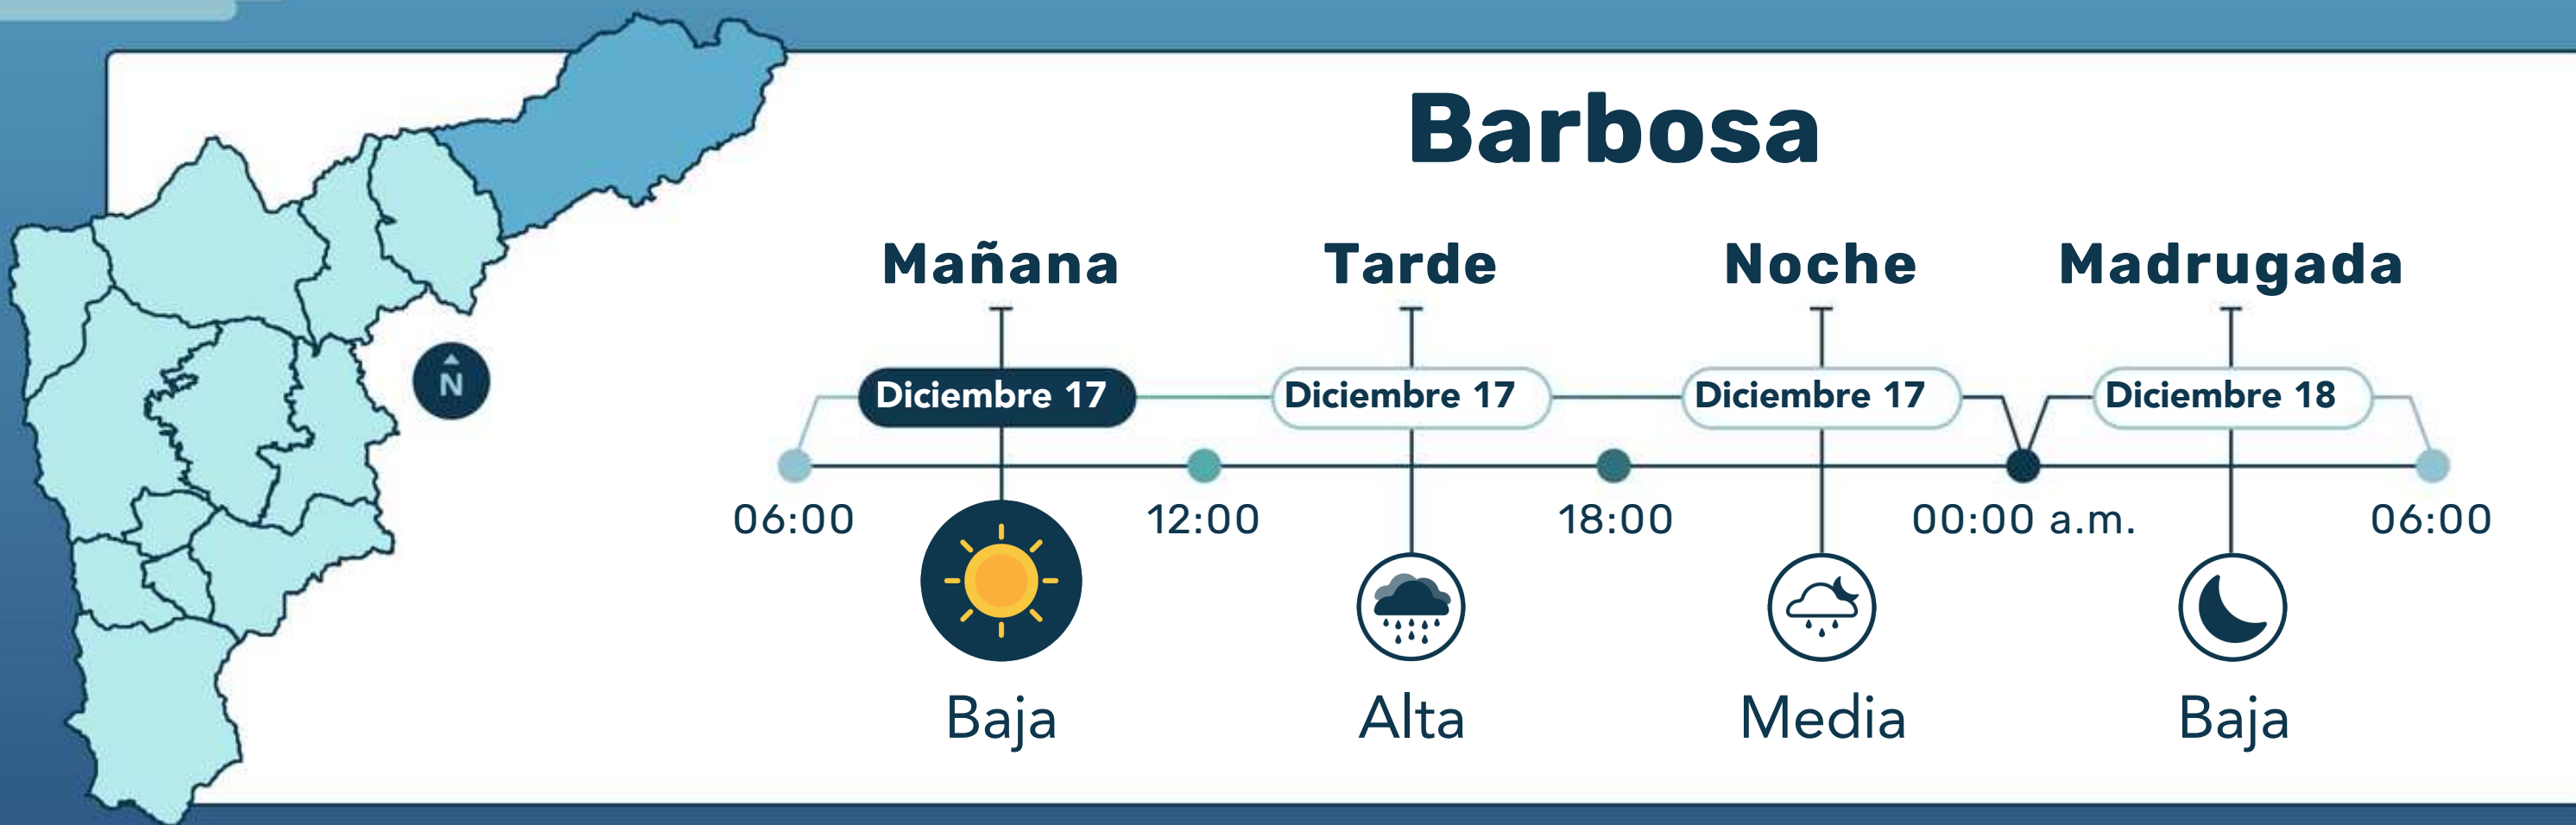 Barbosa
Mañana Tarde Noche Madrugada
Diciembre 17 Diciembre 17 Diciembre 17 Diciembre 18
N
06:00 12:00 18:00 00:00 a.m. 06:00
Baja Alta Media Baja